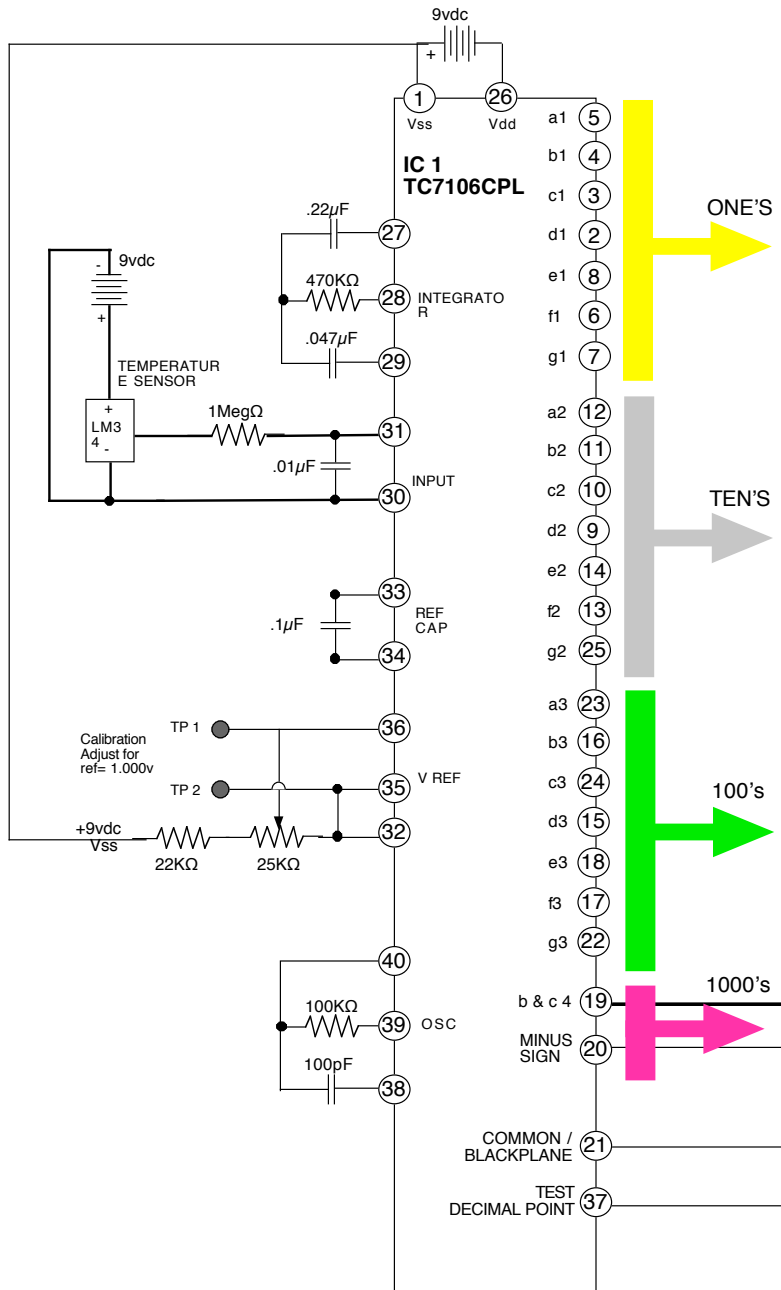 9vdc
+
1
26
Vss
Vdd
IC 1
TC7106CPL
.22µF
27
470KΩ
28
INTEGRATO
R
.047µF
29
-
9vdc
+
TEMPERATUR
E SENSOR
+
LM3
4
-
1MegΩ
31
.01µF
INPUT
30
33
REF
CAP
.1µF
34
TP 1
36
Calibration
Adjust for
ref= 1.000v
V REF
TP 2
35
+9vdc
Vss
32
22KΩ
25KΩ
40
100KΩ
39
OSC
100pF
38
a1
5
b1
4
c1
3
d1
2
e1
8
f1
6
g1
7
ONE'S
a2
12
b2
11
c2
10
d2
9
e2
14
f2
13
g2
25
TEN'S
a3
23
b3
16
c3
24
d3
15
e3
18
f3
17
g3
22
100's
1000's
b & c 4
19
MINUS
SIGN
20
COMMON /
BLACKPLANE
21
TEST
DECIMAL POINT
37